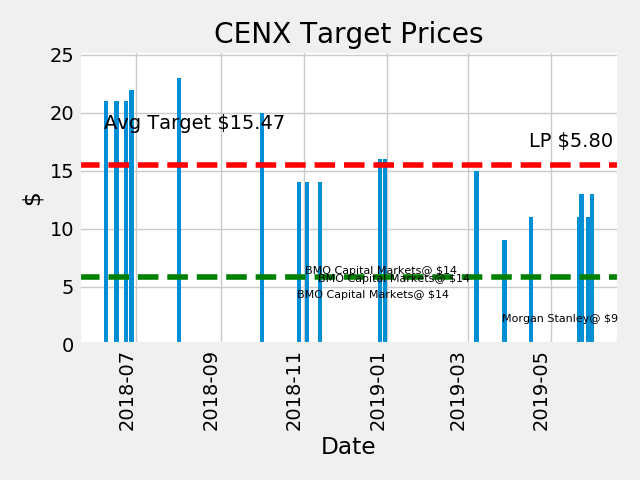 CENX Target Prices
25
20
15
10
5
0
$
Avg Target $15.47
LP $5.80
BMO Capital Markets@ $14
BMO Capital Markets@ $14
BMO Capital Markets@ $14
Morgan Stanley@ $9
2018-07
2018-09
2018-11
2019-01
2019-03
2019-05
Date